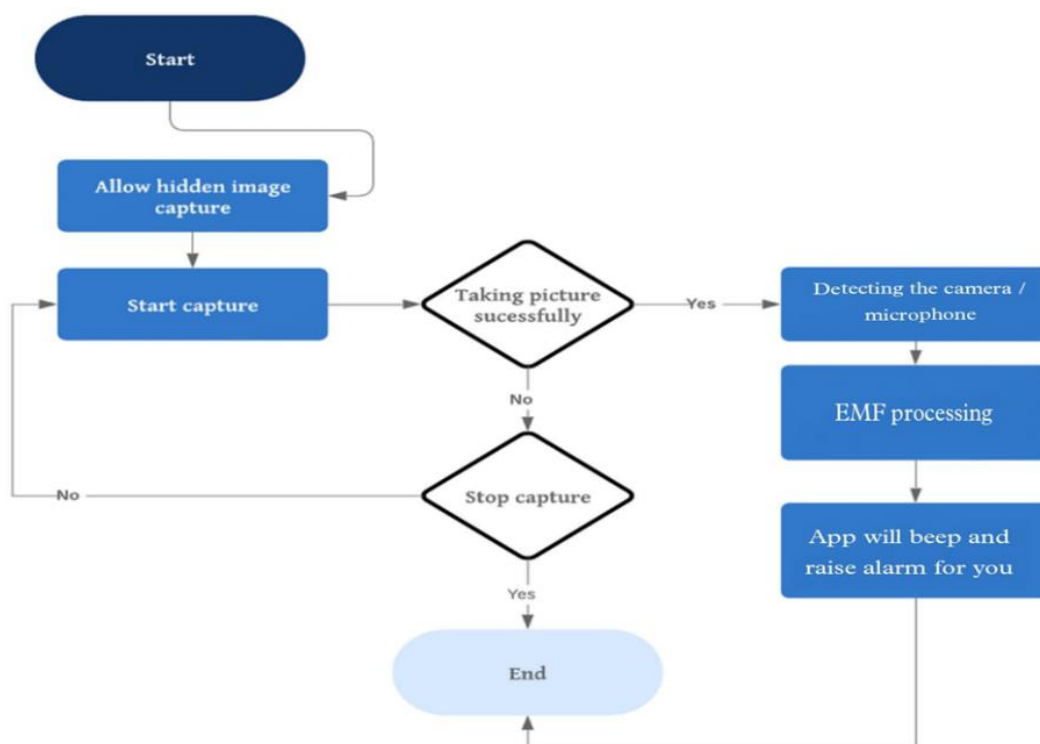 Start
Allow hidden image
capture
Start capture
Taking picture
sucessfully
Yes
Detecting the camera /
microphone
No
EMF processing
No
Stop capture
App will beep and
raise alarm for you
Yes
End